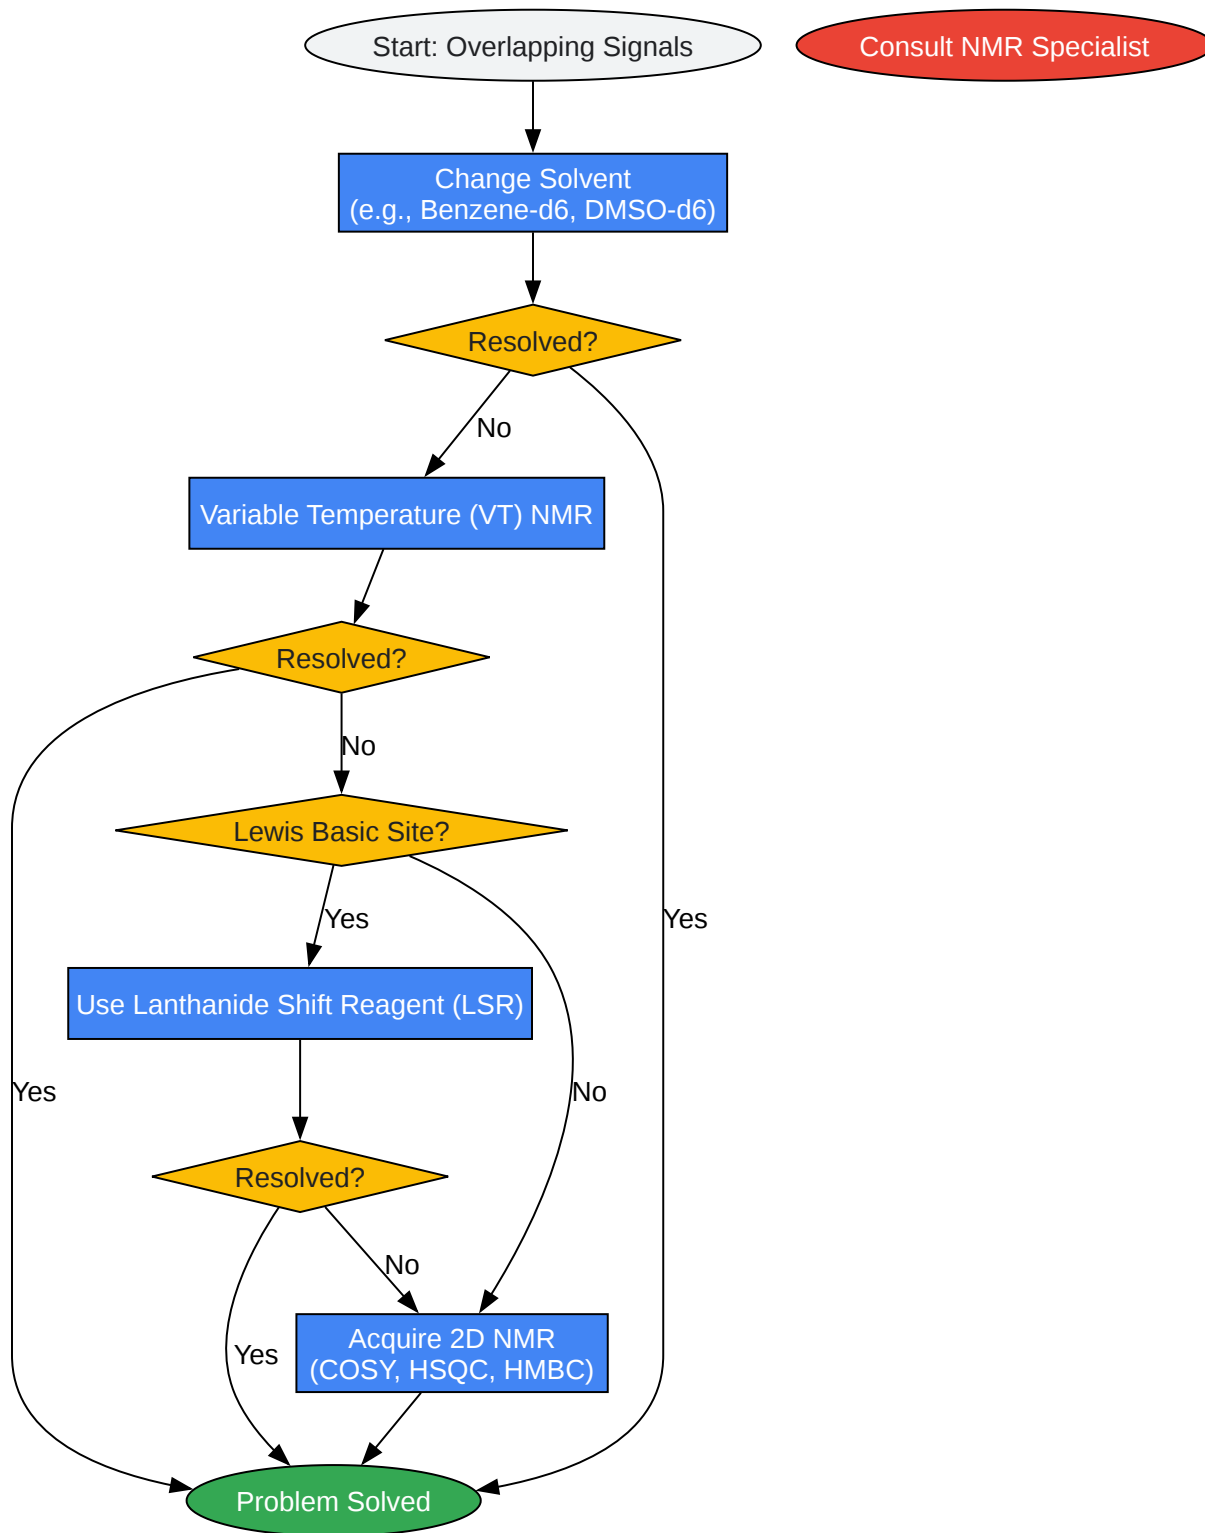 Start: Overlapping Signals
Consult NMR Specialist
Change Solvent
(e.g., Benzene-d6, DMSO-d6)
Resolved?
No
Variable Temperature (VT) NMR
Resolved?
No
Lewis Basic Site?
Yes
Yes
Use Lanthanide Shift Reagent (LSR)
Yes
No
Resolved?
No
Acquire 2D NMR
(COSY, HSQC, HMBC)
Yes
Problem Solved